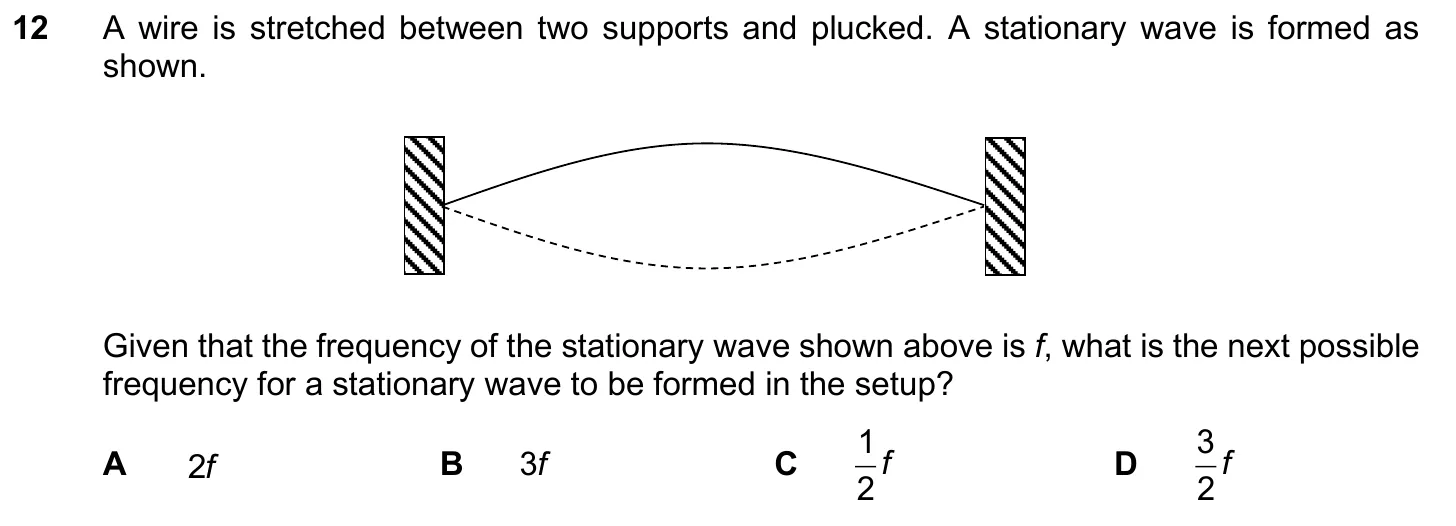 12 A wire is stretched between two supports and plucked. A stationary wave is formed as
shown.
Given that the frequency of the stationary wave shown above is f, what is the next possible
frequency for a stationary wave to be formed in the setup?
A 2f B 3f C 1/2 f D 3/2 f